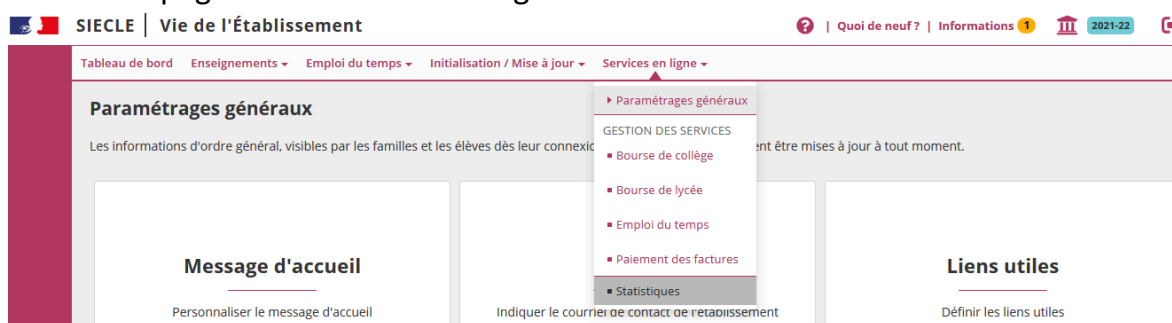 SIECLE | Vie de l'Établissement
? | Quoi de neuf ? | Informations 1 2021-22
Tableau de bord Enseignements Emploi du temps Initialisation / Mise à jour Services en ligne
Paramétrages généraux
Les informations d'ordre général, visibles par les familles et les élèves dès leur
être mises à jour à tout moment.
Paramétrages généraux
GESTION DES SERVICES
Bourse de collège
Bourse de lycée
Emploi du temps
Paiement des factures
Statistiques
Message d'accueil
Personnaliser le message d'accueil
Indiquer le courriel de contact de l'établissement
Liens utiles
Définir les liens utiles